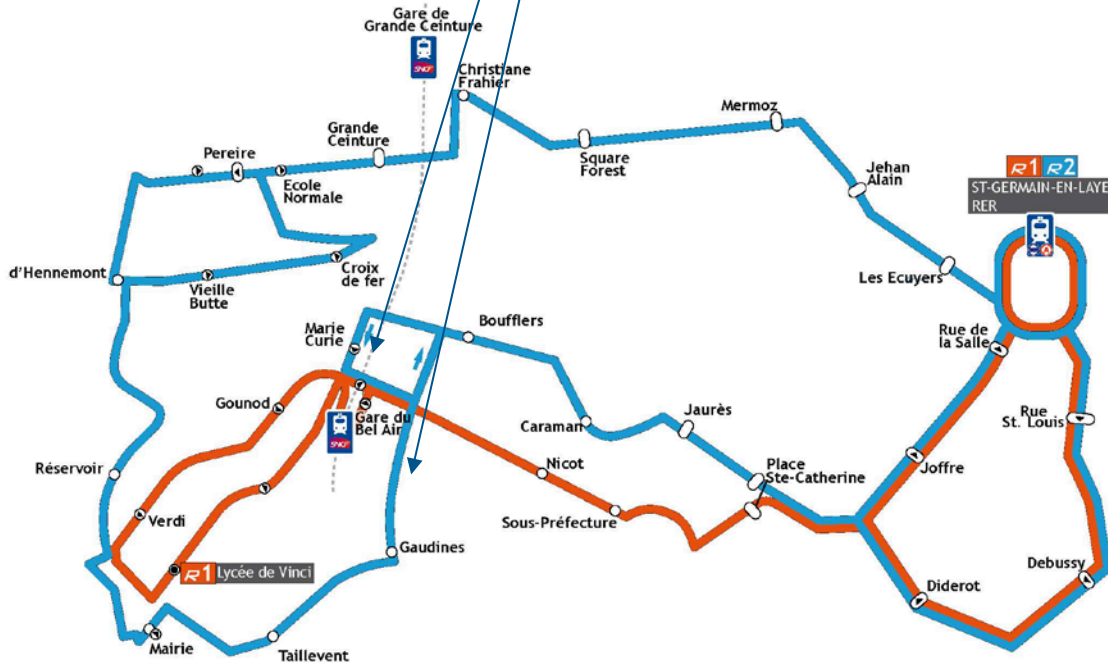 Gare de
Grande Ceinture
SNCF
Christiane
Frahier
Mermoz
Grande
Ceinture
Pereire
Square
Forest
Ecole
Normale
Jehan
Alain
R1 R2
ST-GERMAIN-EN-LAYE
RER
A
d'Hennemont
Vieille
Butte
Croix
de fer
Les Ecuyers
Marie
Curie
Boufflers
Rue de
la Salle
Gounod
Gare du
Bel Air
SNCF
Caraman
Jaurès
Rue
St. Louis
Réservoir
Nicot
Place
Ste-Catherine
Joffre
Verdi
Sous-Préfecture
Gaudines
R1 Lycée de Vinci
Diderot
Debussy
Mairie
Taillevent